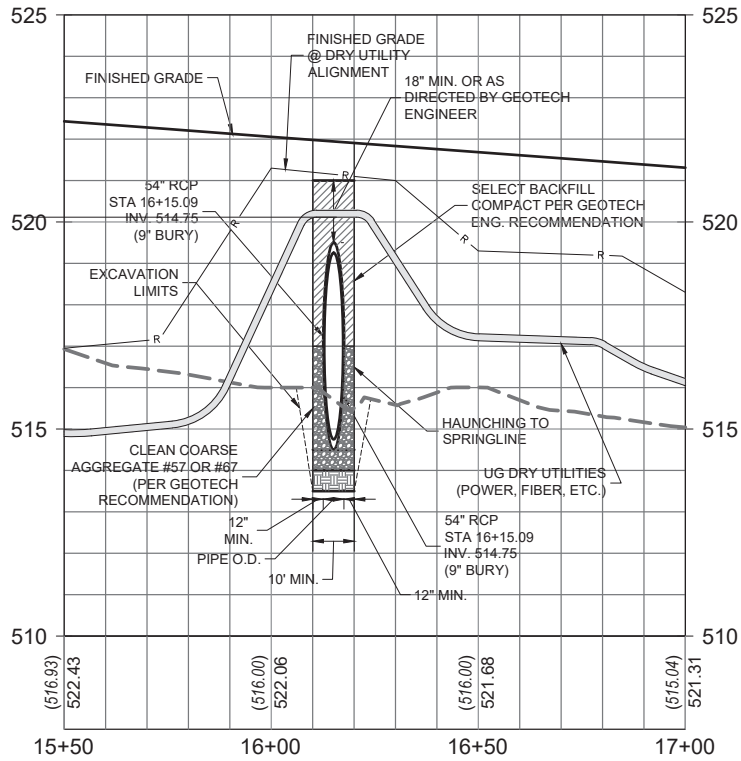 525
525
FINISHED GRADE
@ DRY UTILITY
ALIGNMENT
FINISHED GRADE
18" MIN. OR AS
DIRECTED BY GEOTECH
ENGINEER
54" RCP
STA 16+15.09
INV. 514.75
(9" BURY)
SELECT BACKFILL
COMPACT PER GEOTECH
ENG. RECOMMENDATION
R
R
R
R
R
520
520
EXCAVATION
LIMITS
515
515
CLEAN COARSE
AGGREGATE #57 OR #67
(PER GEOTECH
RECOMMENDATION)
HAUNCHING TO
SPRINGLINE
UG DRY UTILITIES
(POWER, FIBER, ETC.)
12"
MIN.
PIPE O.D.
10' MIN.
12" MIN.
54" RCP
STA 16+15.09
INV. 514.75
(9" BURY)
510
510
(516.93)
522.43
(516.00)
522.06
(516.00)
521.68
(515.04)
521.31
15+50
16+00
16+50
17+00